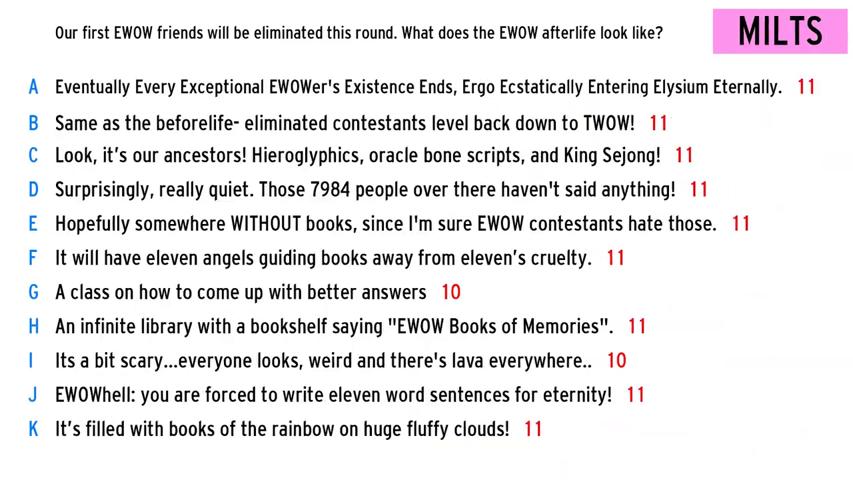 Our first EWOW friends will be eliminated this round. What does the EWOW afterlife look like?
MILTS
A Eventually Every Exceptional EWOWer's Existence Ends, Ergo Ecstatically Entering Elysium Eternally. 11
B Same as the beforelife- eliminated contestants level back down to TWOW! 11
C Look, it's our ancestors! Hieroglyphics, oracle bone scripts, and King Sejong! 11
D Surprisingly, really quiet. Those 7984 people over there haven't said anything! 11
E Hopefully somewhere WITHOUT books, since I'm sure EWOW contestants hate those. 11
F It will have eleven angels guiding books away from eleven's cruelty. 11
G A class on how to come up with better answers 10
H An infinite library with a bookshelf saying "EWOW Books of Memories". 11
I Its a bit scary...everyone looks, weird and there's lava everywhere.. 10
J EWOWhell: you are forced to write eleven word sentences for eternity! 11
K It's filled with books of the rainbow on huge fluffy clouds! 11